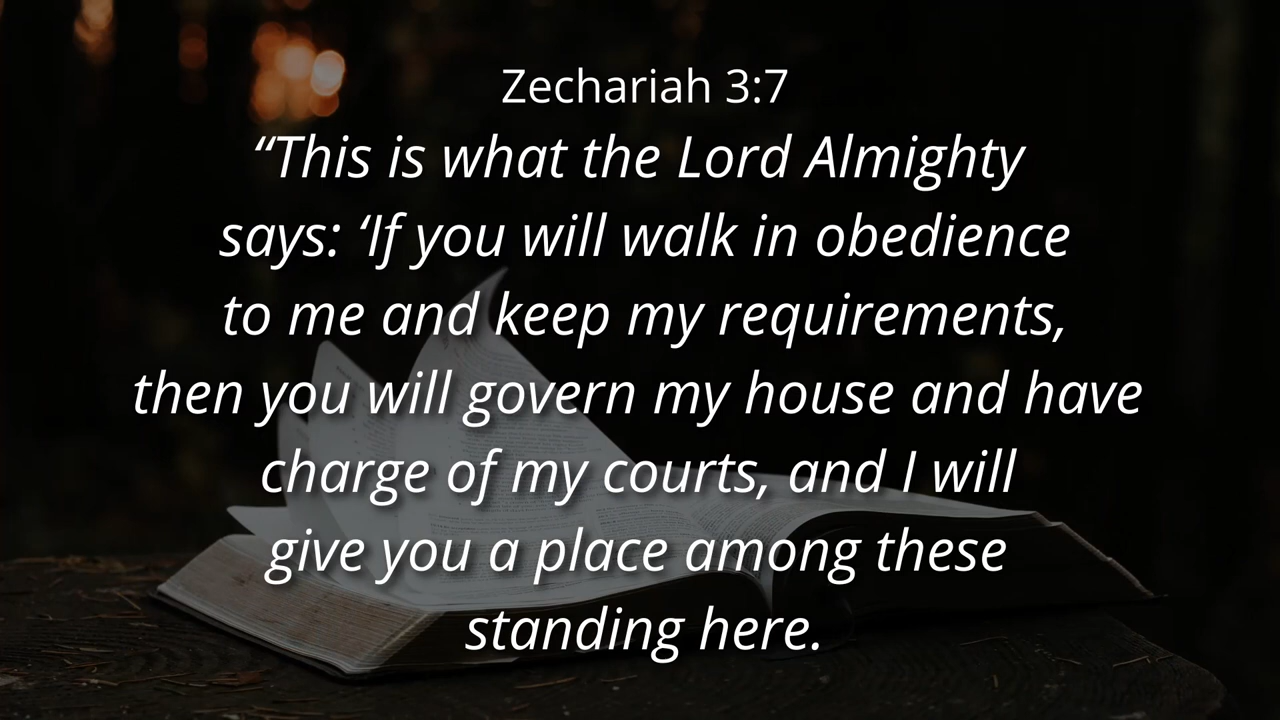 Zechariah 3:7
“This is what the Lord Almighty
says: ‘If you will walk in obedience
to me and keep my requirements,
then you will govern my house and have
charge of my courts, and I will
give you a place among these
standing here.